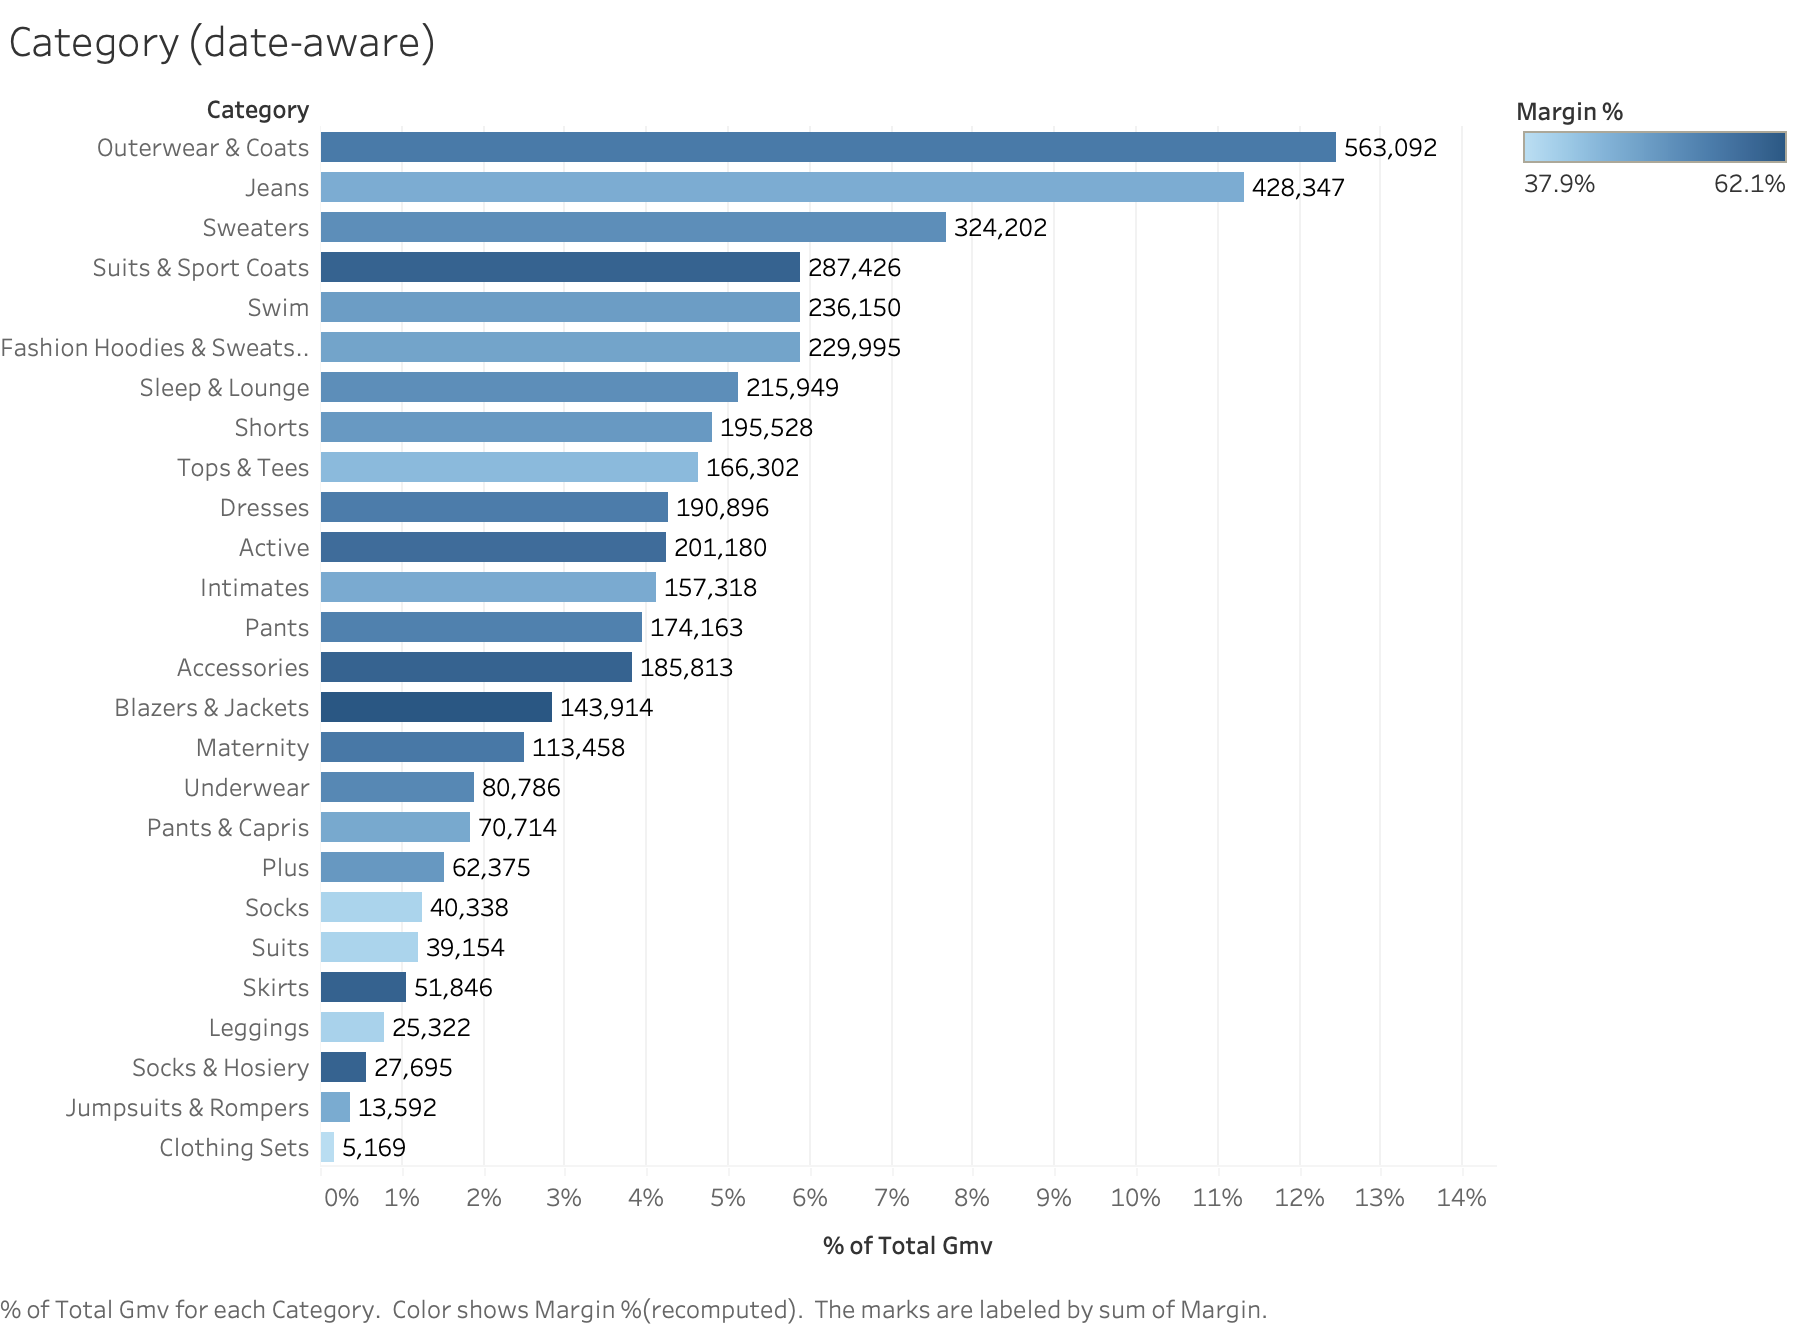 Category (date-aware)
Category
Margin %
Outerwear & Coats 563,092
37.9% 62.1%
Jeans 428,347
Sweaters 324,202
Suits & Sport Coats 287,426
Swim 236,150
Fashion Hoodies & Sweats.. 229,995
Sleep & Lounge 215,949
Shorts 195,528
Tops & Tees 166,302
Dresses 190,896
Active 201,180
Intimates 157,318
Pants 174,163
Accessories 185,813
Blazers & Jackets 143,914
Maternity 113,458
Underwear 80,786
Pants & Capris 70,714
Plus 62,375
Socks 40,338
Suits 39,154
Skirts 51,846
Leggings 25,322
Socks & Hosiery 27,695
Jumpsuits & Rompers 13,592
Clothing Sets 5,169
0% 1% 2% 3% 4% 5% 6% 7% 8% 9% 10% 11% 12% 13% 14%
% of Total Gmv
% of Total Gmv for each Category.  Color shows Margin %(recomputed).  The marks are labeled by sum of Margin.